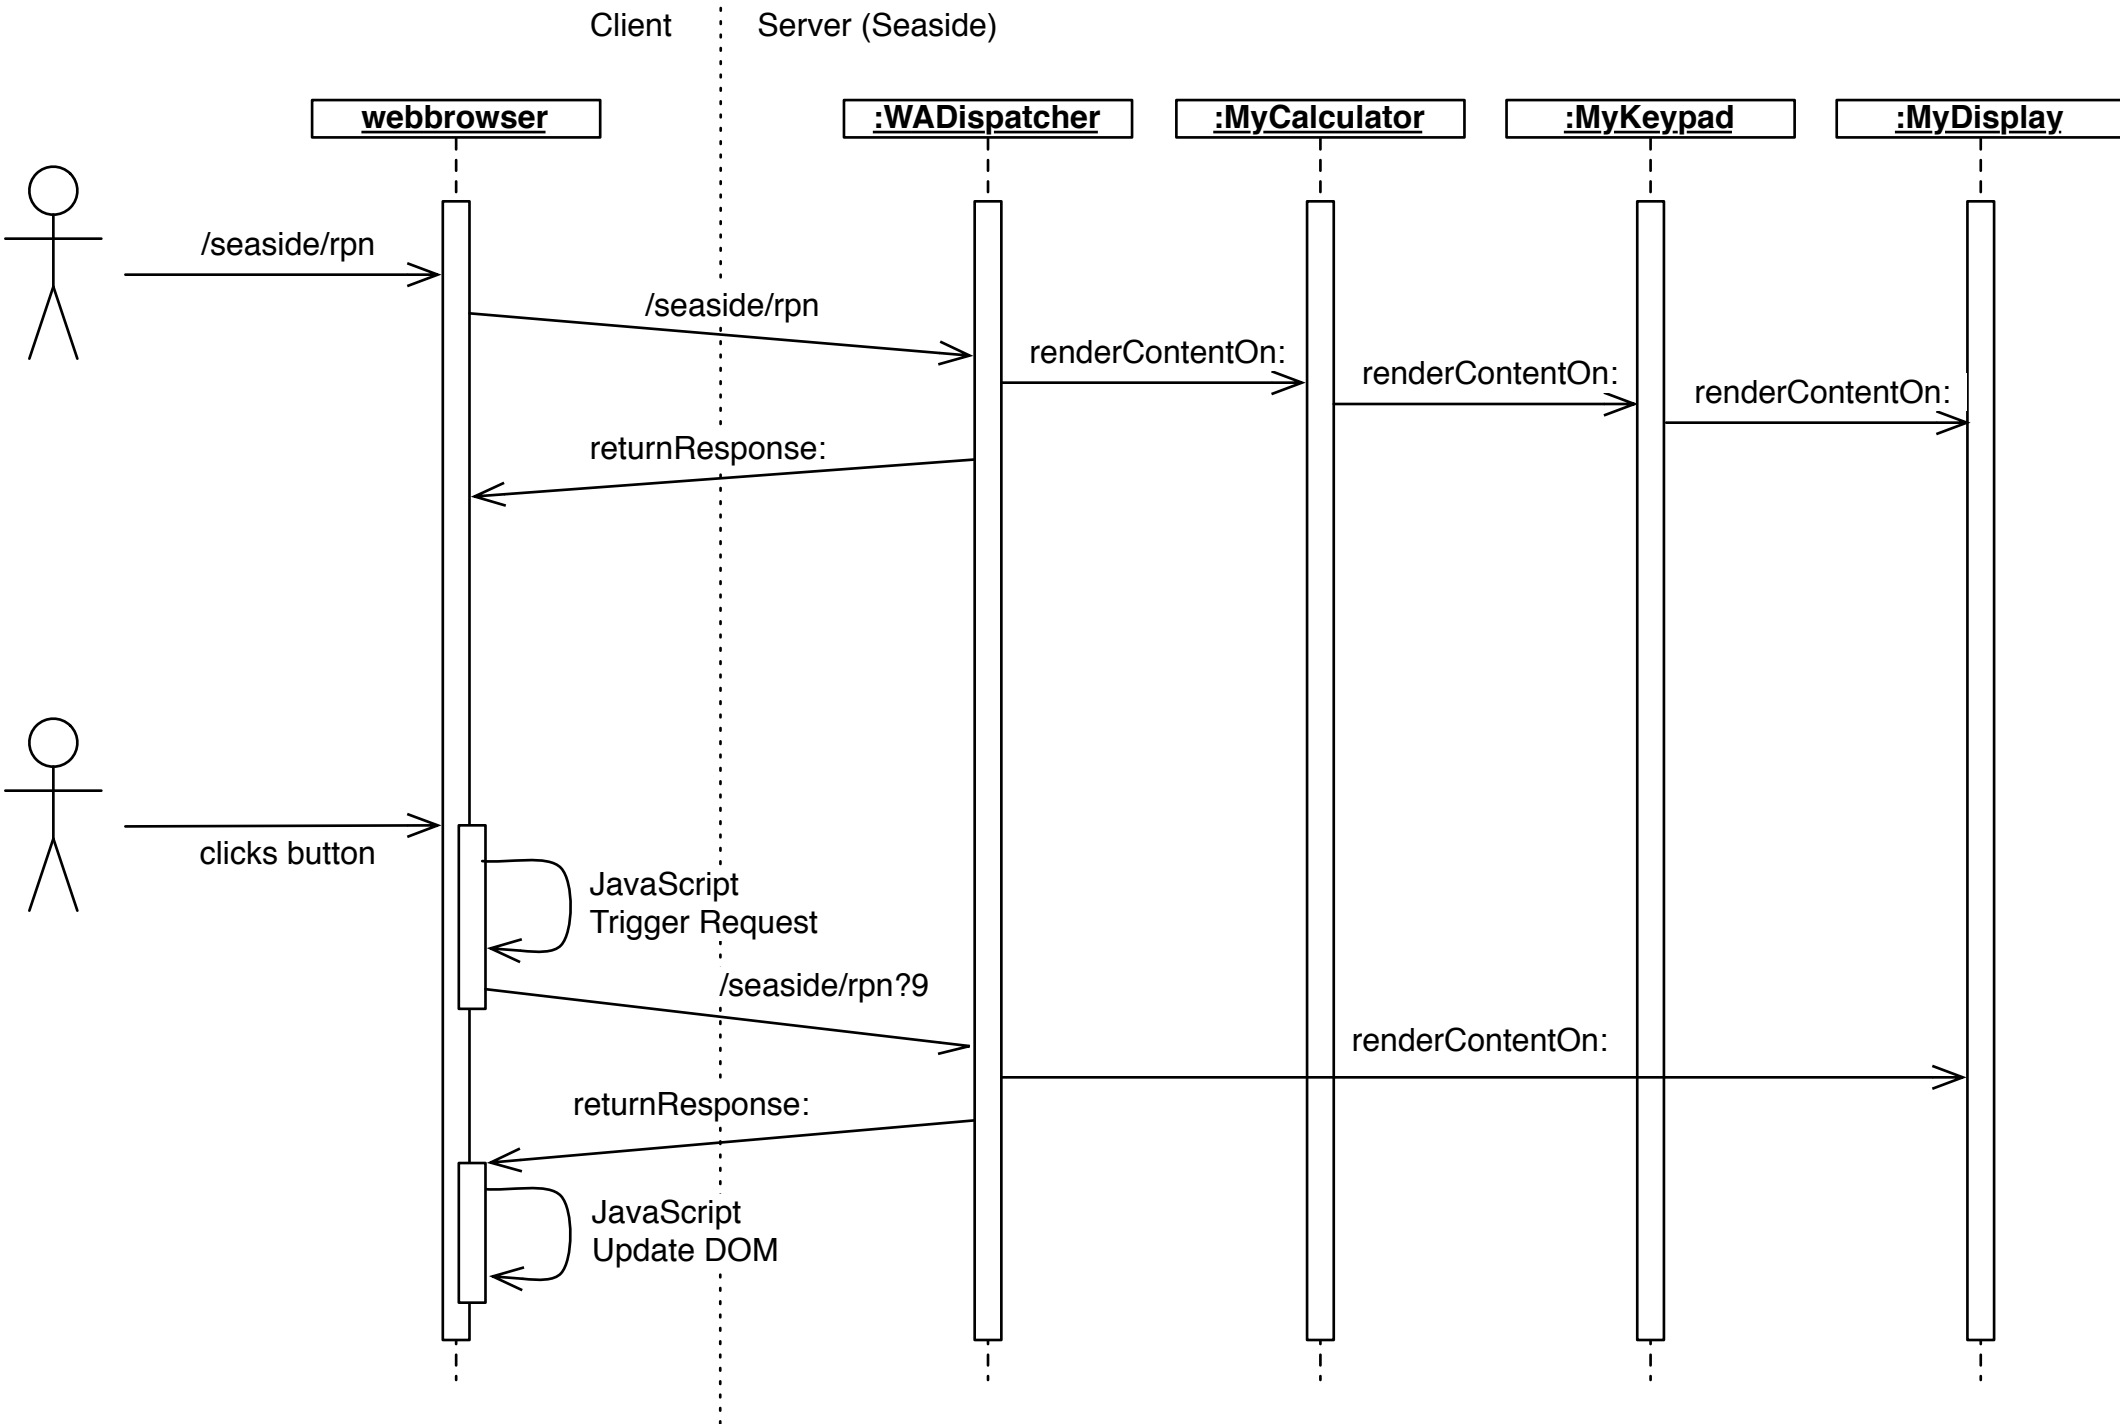 Client
Server (Seaside)
webbrowser
:WADispatcher
:MyCalculator
:MyKeypad
:MyDisplay
/seaside/rpn
/seaside/rpn
renderContentOn:
renderContentOn:
renderContentOn:
returnResponse:
clicks button
JavaScript
Trigger Request
/seaside/rpn?9
renderContentOn:
returnResponse:
JavaScript
Update DOM